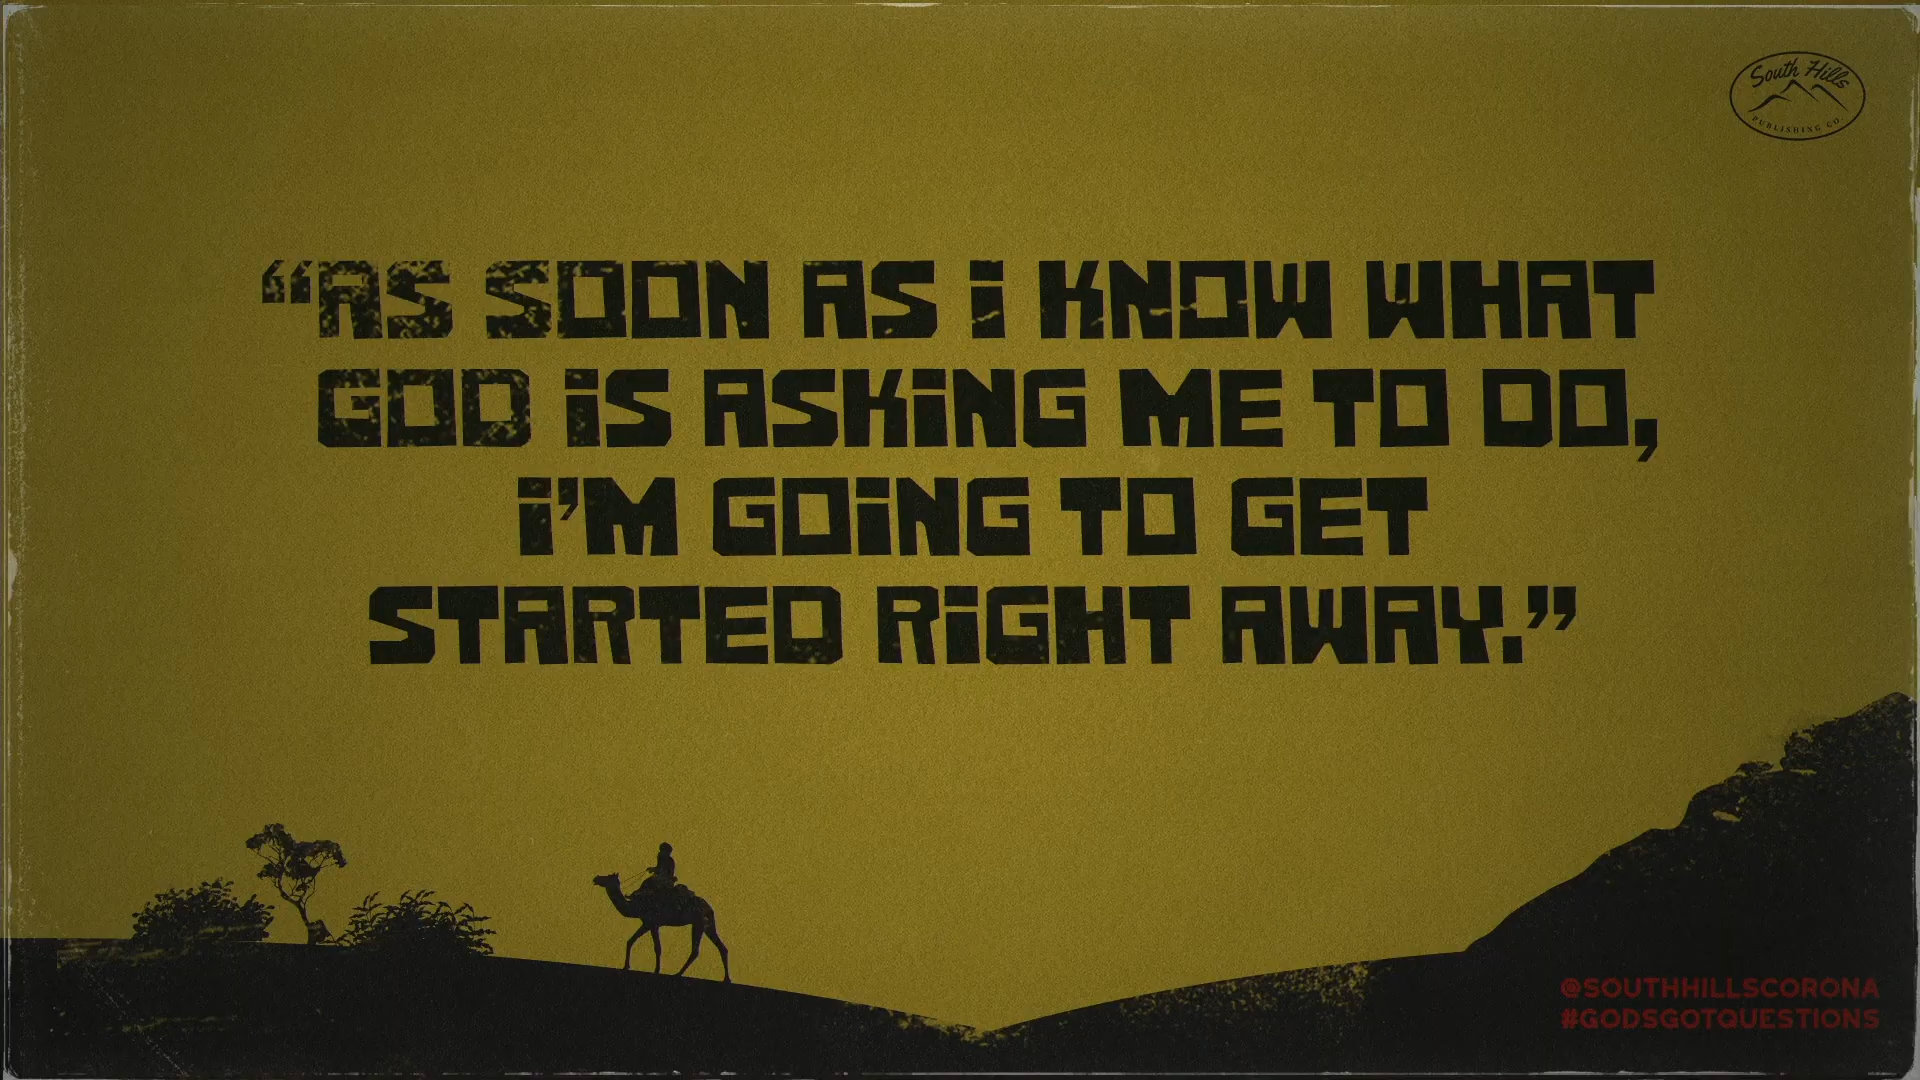 South Hills
PUBLISHING CO.
“AS SOON AS i KNOW WHAT
GOD iS ASKiNG ME TO DO,
i’M GOiNG TO GET
STARTED RiGHT AWAY.”
@SOUTHHILLSCORONA
#GODSGOTQUESTIONS